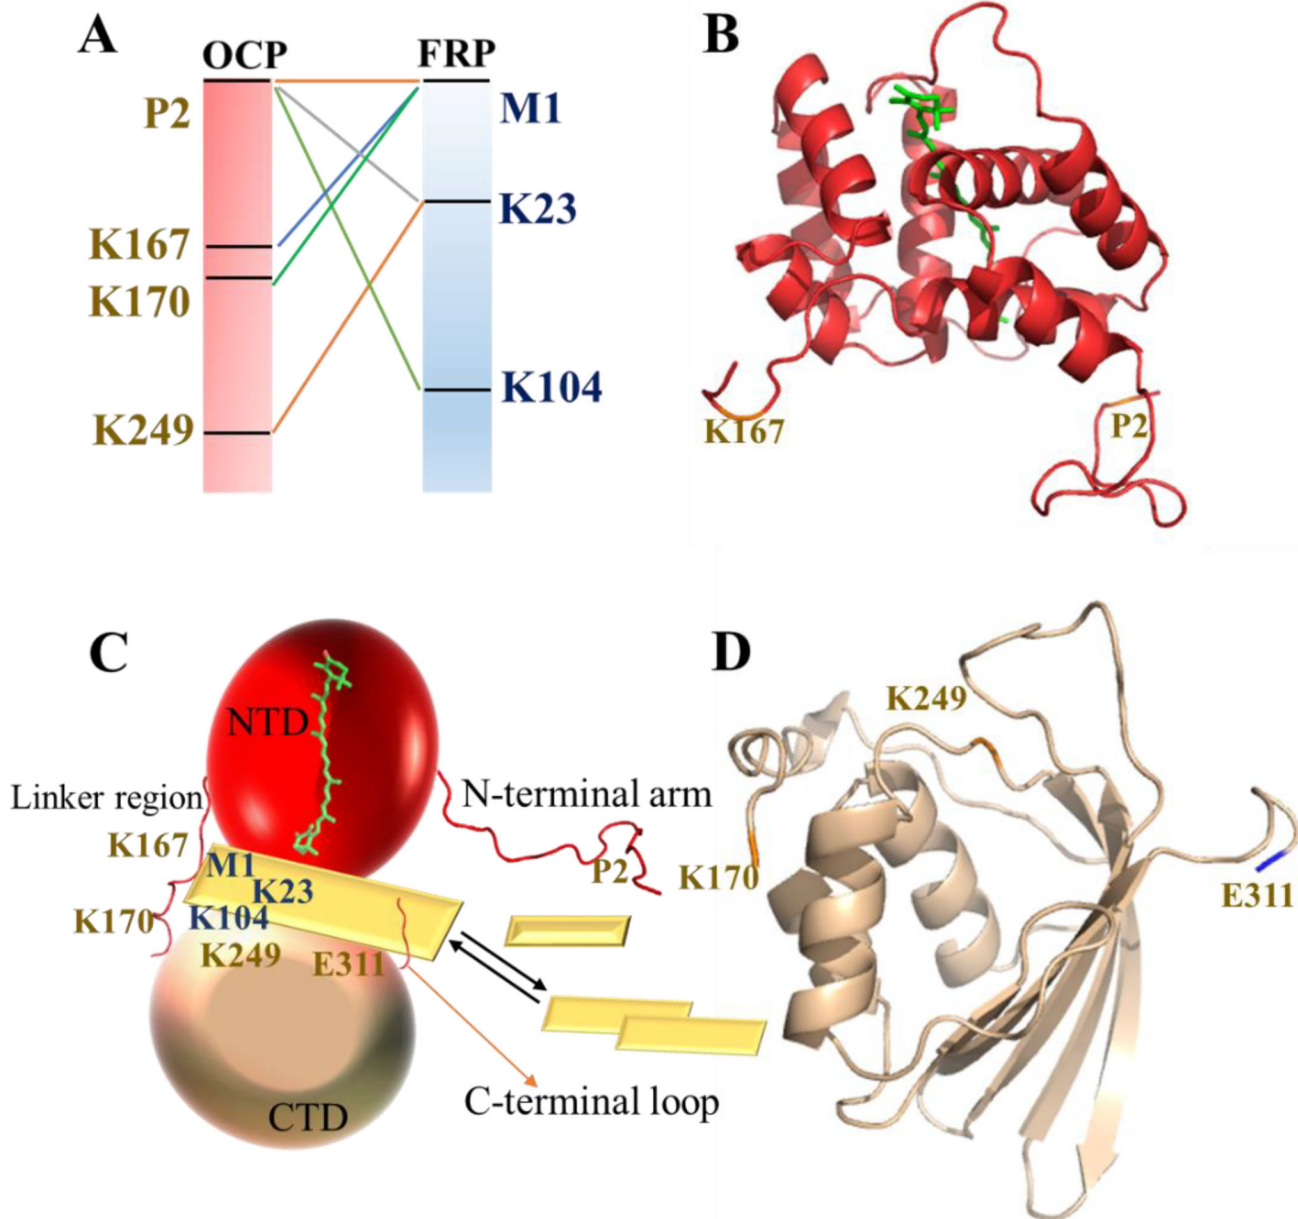 A
OCP
FRP
P2
M1
K167
K23
K170
K104
K249
B
K167
P2
C
NTD
Linker region
N-terminal arm
K167
M1
K23
P2
K170
K104
K249
E311
CTD
C-terminal loop
D
K249
K170
E311